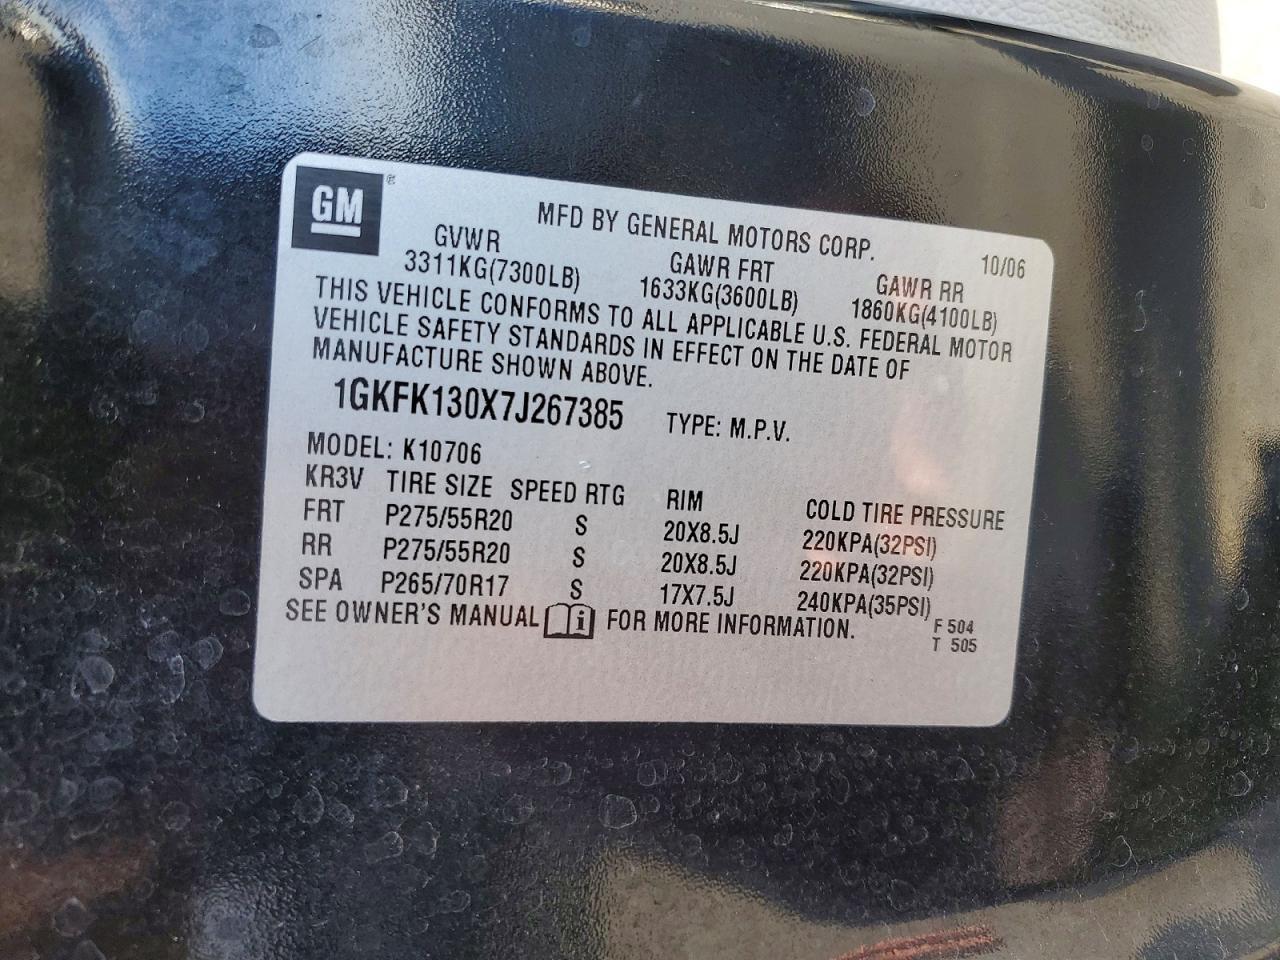 GM ®
MFD BY GENERAL MOTORS CORP.
10/06
GVWR GAWR FRT GAWR RR
3311KG(7300LB) 1633KG(3600LB) 1860KG(4100LB)
THIS VEHICLE CONFORMS TO ALL APPLICABLE U.S. FEDERAL MOTOR
VEHICLE SAFETY STANDARDS IN EFFECT ON THE DATE OF
MANUFACTURE SHOWN ABOVE.
1GKFK130X7J267385 TYPE: M.P.V.
MODEL: K10706
KR3V TIRE SIZE SPEED RTG RIM COLD TIRE PRESSURE
FRT P275/55R20 S 20X8.5J 220KPA(32PSI)
RR P275/55R20 S 20X8.5J 220KPA(32PSI)
SPA P265/70R17 S 17X7.5J 240KPA(35PSI)
SEE OWNER'S MANUAL i FOR MORE INFORMATION.
F 504
T 505